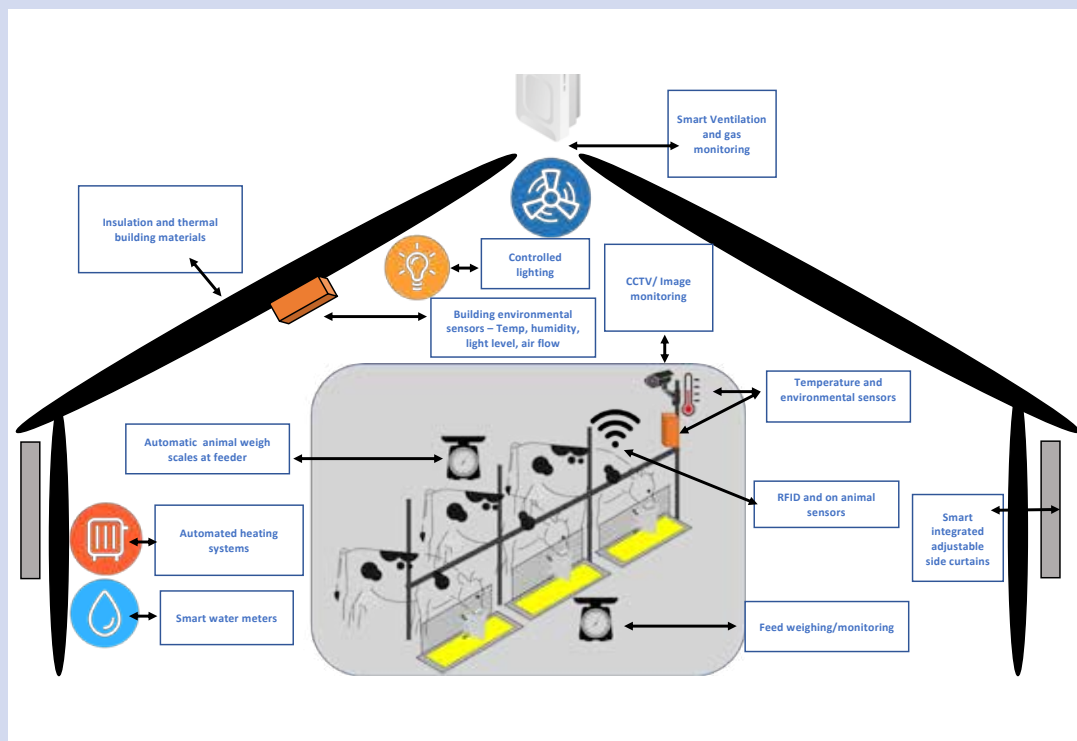 Smart Ventilation
and gas
monitoring
Insulation and thermal
building materials
Controlled
lighting
CCTV/ Image
monitoring
Building environmental
sensors – Temp, humidity,
light level, air flow
Temperature and
environmental sensors
Automatic animal weigh
scales at feeder
RFID and on animal
sensors
Smart
integrated
adjustable
side curtains
Automated heating
systems
Smart water meters
Feed weighing/monitoring